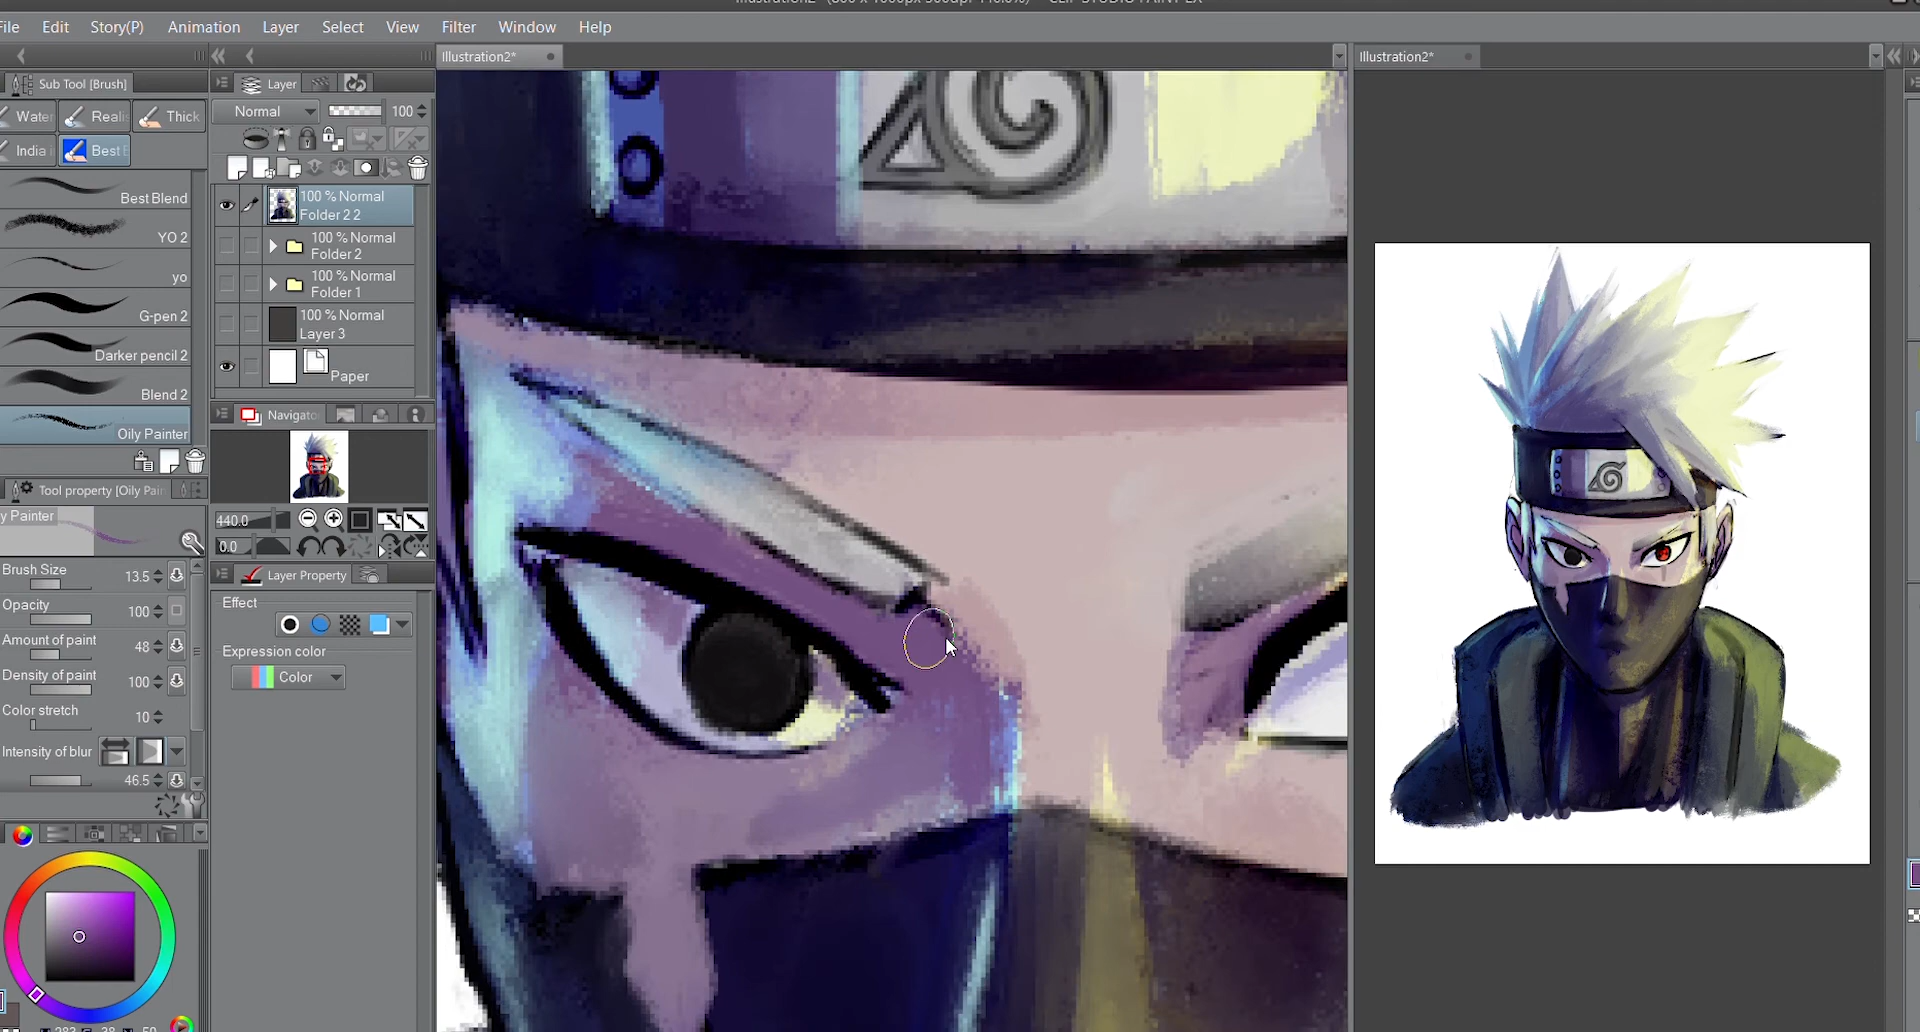 File Edit Story(P) Animation Layer Select View Filter Window Help
Illustration2*
Illustration2*
Sub Tool [Brush]
Layer
Water Reali Thick
India i Best B
Normal 100
Best Blend
YO 2
yo
G-pen 2
Darker pencil 2
Blend 2
Oily Painter
100 % Normal
Folder 2 2
100 % Normal
Folder 2
100 % Normal
Folder 1
100 % Normal
Layer 3
Paper
Navigato
440.0
0.0
Tool property [Oily Pain
y Painter
Brush Size 13.5
Opacity 100
Amount of paint 48
Density of paint 100
Color stretch 10
Intensity of blur
46.5
Layer Property
Effect
Expression color
Color